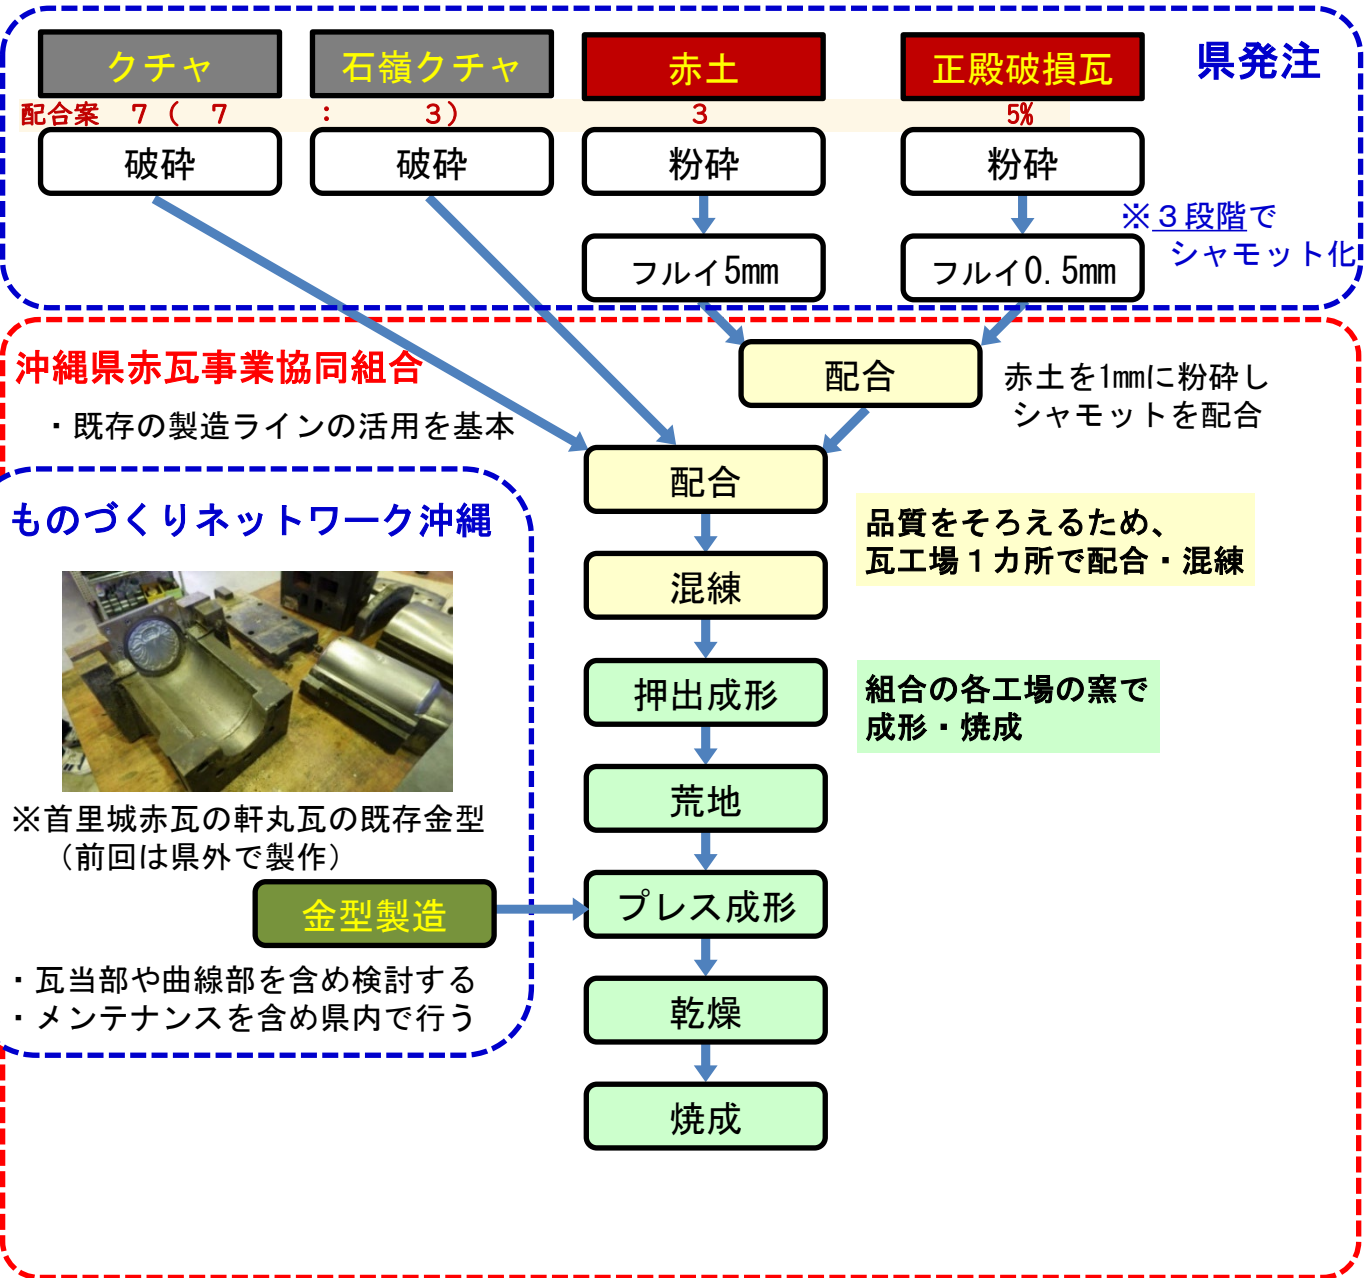 クチャ
石嶺クチャ
赤土
正殿破損瓦
県発注
配合案 7( 7 : 3) 3 5%
破砕
破砕
粉砕
粉砕
※3段階で
シャモット化
フルイ5mm
フルイ0.5mm
沖縄県赤瓦事業協同組合
・既存の製造ラインの活用を基本
配合
赤土を1mmに粉砕し
シャモットを配合
配合
ものづくりネットワーク沖縄
品質をそろえるため、
瓦工場1カ所で配合・混練
混練
押出成形
組合の各工場の窯で
成形・焼成
荒地
※首里城赤瓦の軒丸瓦の既存金型
(前回は県外で製作)
金型製造
プレス成形
・瓦当部や曲線部を含め検討する
・メンテナンスを含め県内で行う
乾燥
焼成